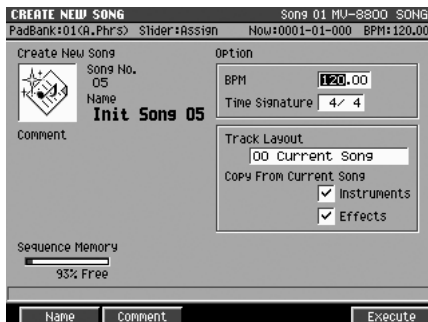 CREATE NEW SONG Song 01 MV-8800 SONG
PadBank:01(A.Phrs) Slider:Assign Now:0001-01-000 BPM:120.00
Create New Song
Song No.
05
Name
Init Song 05
Comment
Sequence Memory
93% Free
Option
BPM 120.00
Time Signature 4/ 4
Track Layout
00 Current Song
Copy From Current Song
Instruments
Effects
Name Comment Execute